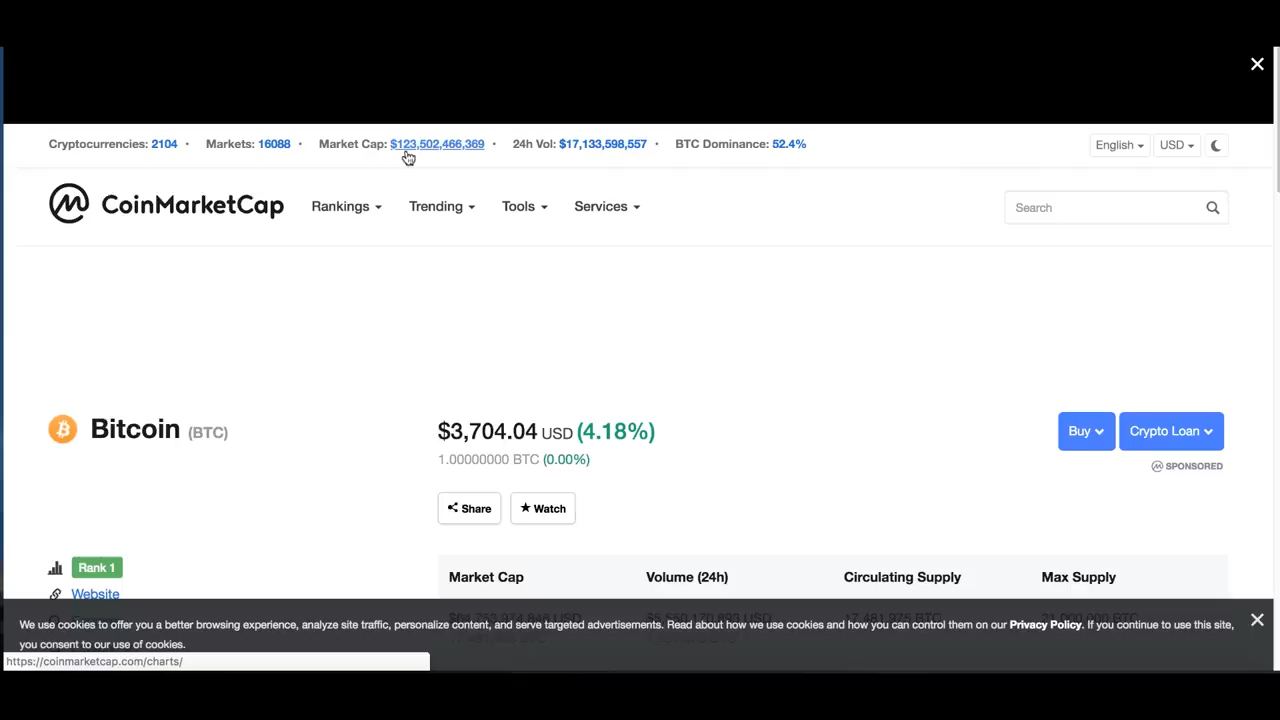 Cryptocurrencies: 2104 • Markets: 16088 • Market Cap: $123,502,466,369 • 24h Vol: $17,133,598,557 • BTC Dominance: 52.4%
English
USD
CoinMarketCap
Rankings
Trending
Tools
Services
Search
Bitcoin (BTC)
$3,704.04 USD (4.18%)
1.00000000 BTC (0.00%)
Buy
Crypto Loan
SPONSORED
Share
Watch
Rank 1
Website
Market Cap
Volume (24h)
Circulating Supply
Max Supply
We use cookies to offer you a better browsing experience, analyze site traffic, personalize content, and serve targeted advertisements. Read about how we use cookies and how you can control them on our Privacy Policy. If you continue to use this site,
you consent to our use of cookies.
https://coinmarketcap.com/charts/